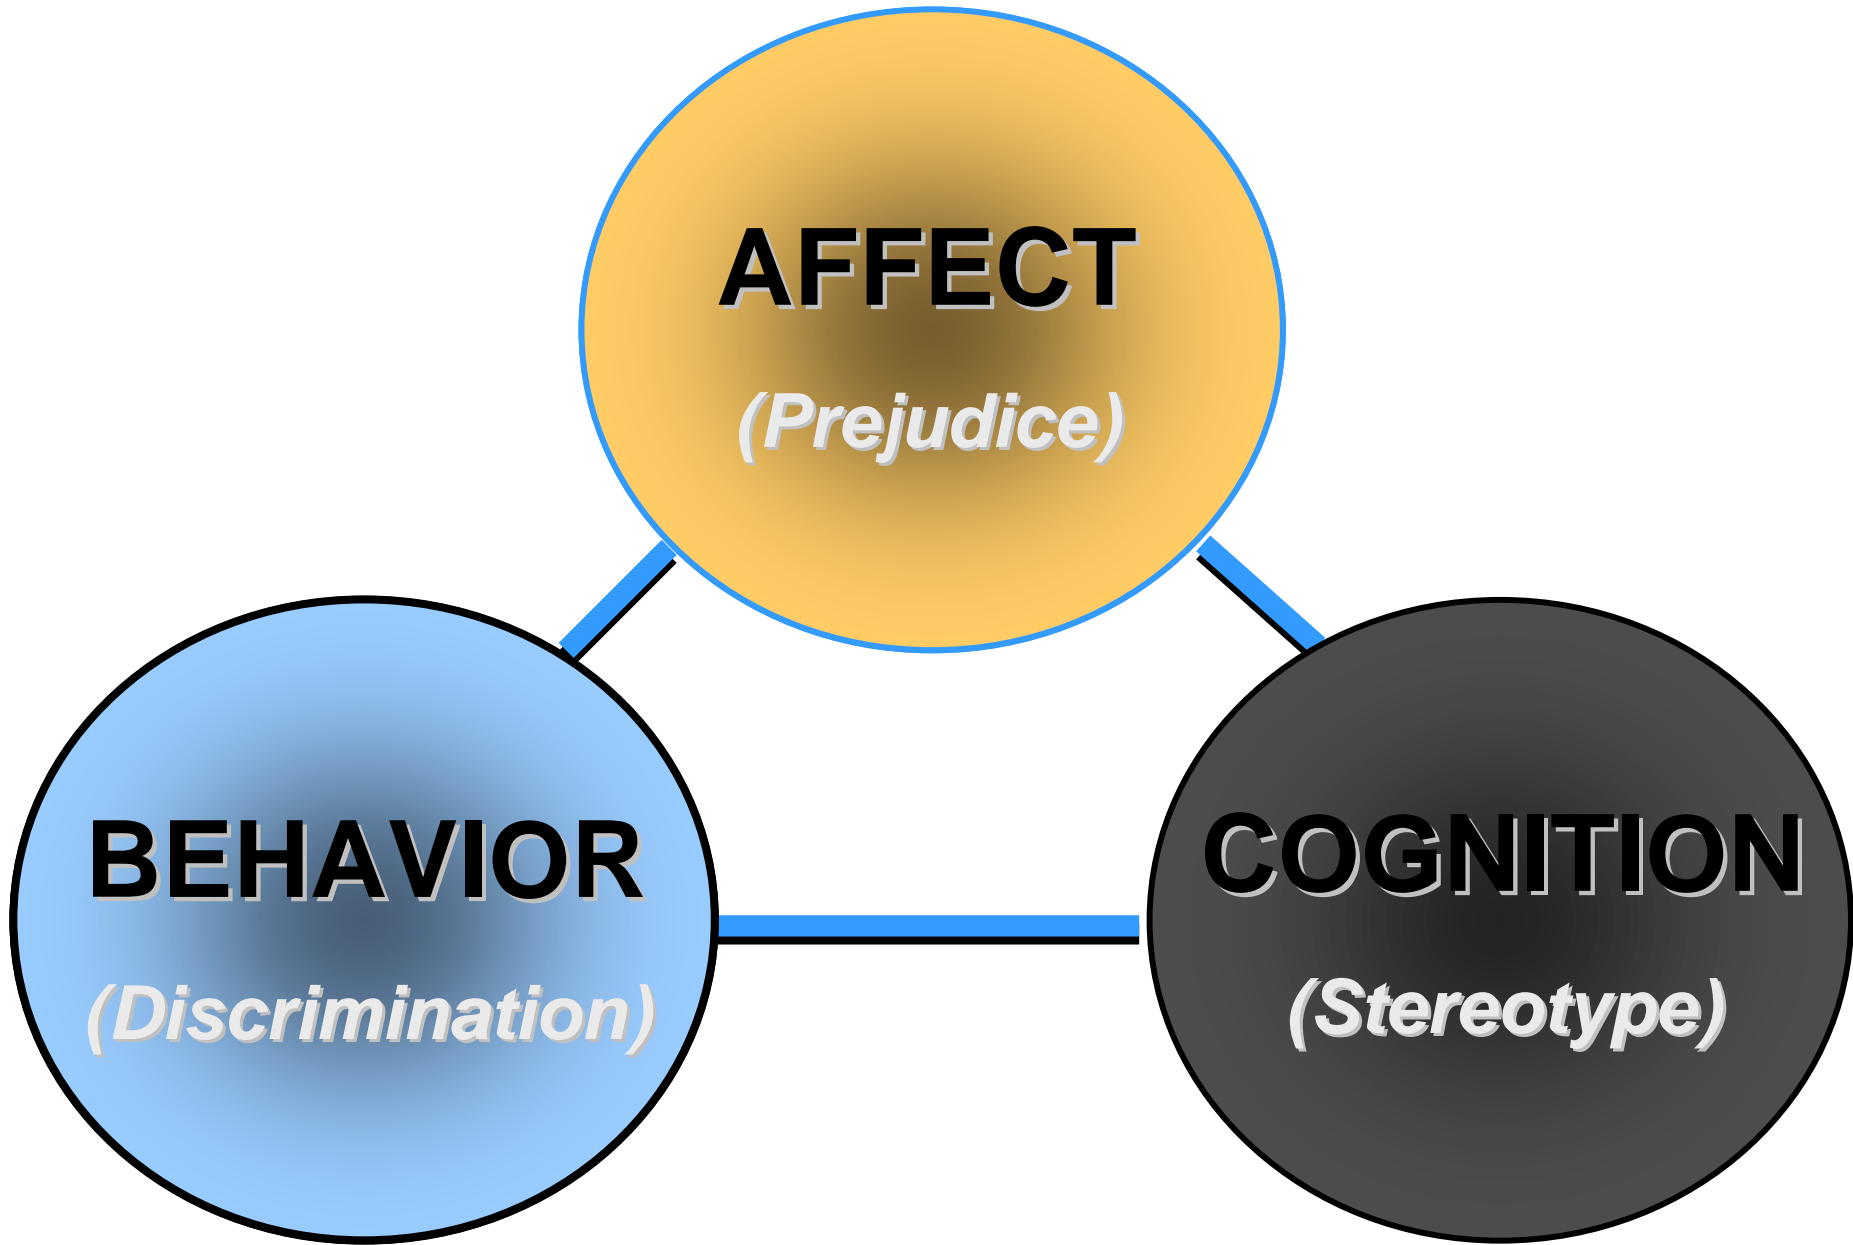 AFFECT
(Prejudice)
BEHAVIOR
(Discrimination)
COGNITION
(Stereotype)